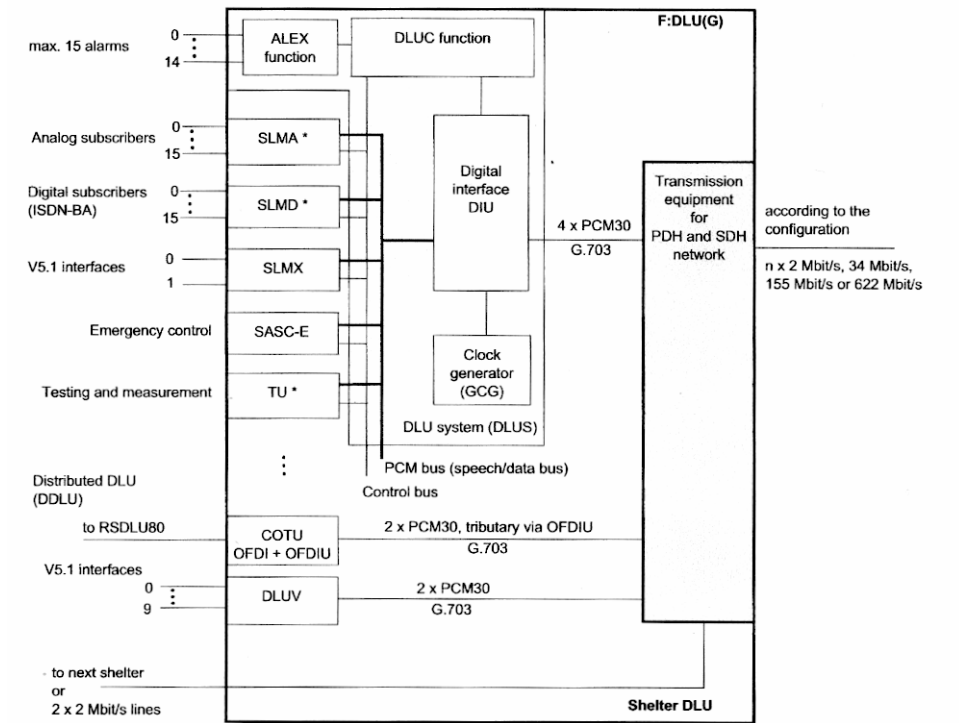 F:DLU(G)
max. 15 alarms
0
14
ALEX
function
DLUC function
Analog subscribers
0
15
SLMA *
Digital subscribers
(ISDN-BA)
0
15
SLMD *
V5.1 interfaces
0
1
SLMX
Emergency control
SASC-E
Testing and measurement
TU *
Digital
interface
DIU
Clock
generator
(GCG)
DLU system (DLUS)
PCM bus (speech/data bus)
Control bus
4 x PCM30
G.703
Transmission
equipment
for
PDH and SDH
network
according to the
configuration
n x 2 Mbit/s, 34 Mbit/s,
155 Mbit/s or 622 Mbit/s
Distributed DLU
(DDLU)
to RSDLU80
COTU
OFDI + OFDIU
2 x PCM30, tributary via OFDIU
G.703
V5.1 interfaces
0
9
DLUV
2 x PCM30
G.703
to next shelter
or
2 x 2 Mbit/s lines
Shelter DLU